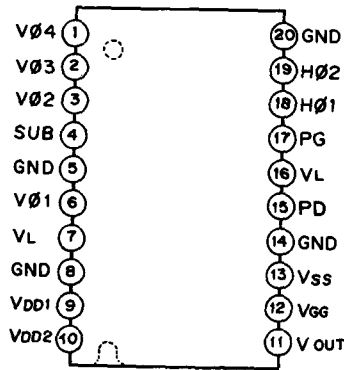 VØ4 1
VØ3 2
VØ2 3
SUB 4
GND 5
VØ1 6
VL 7
GND 8
VDD1 9
VDD2 10
20 GND
19 HØ2
18 HØ1
17 PG
16 VL
15 PD
14 GND
13 VSS
12 VGG
11 V OUT